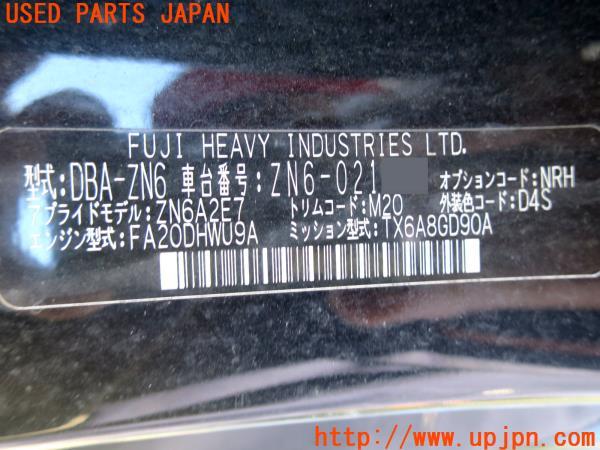 USED PARTS JAPAN
FUJI HEAVY INDUSTRIES LTD.
型式:DBA-ZN6 車台番号:ZN6-021 オプションコード:NRH
アプライドモデル:ZN6A2E7 トリムコード:M20 外装色コード:D4S
エンジン型式:FA20DHWU9A ミッション型式:TX6A8GD90A
http://www.upjpn.com/